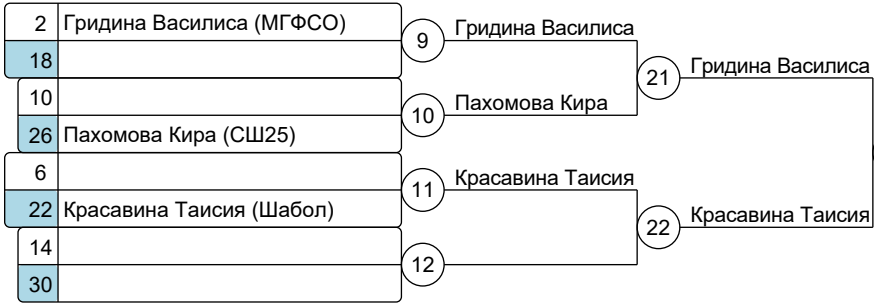 2 Гридина Василиса (МГФСО)
9 Гридина Василиса
18
21 Гридина Василиса
10
10 Пахомова Кира
26 Пахомова Кира (СШ25)
6
11 Красавина Таисия
22 Красавина Таисия (Шабол)
22 Красавина Таисия
14
12
30